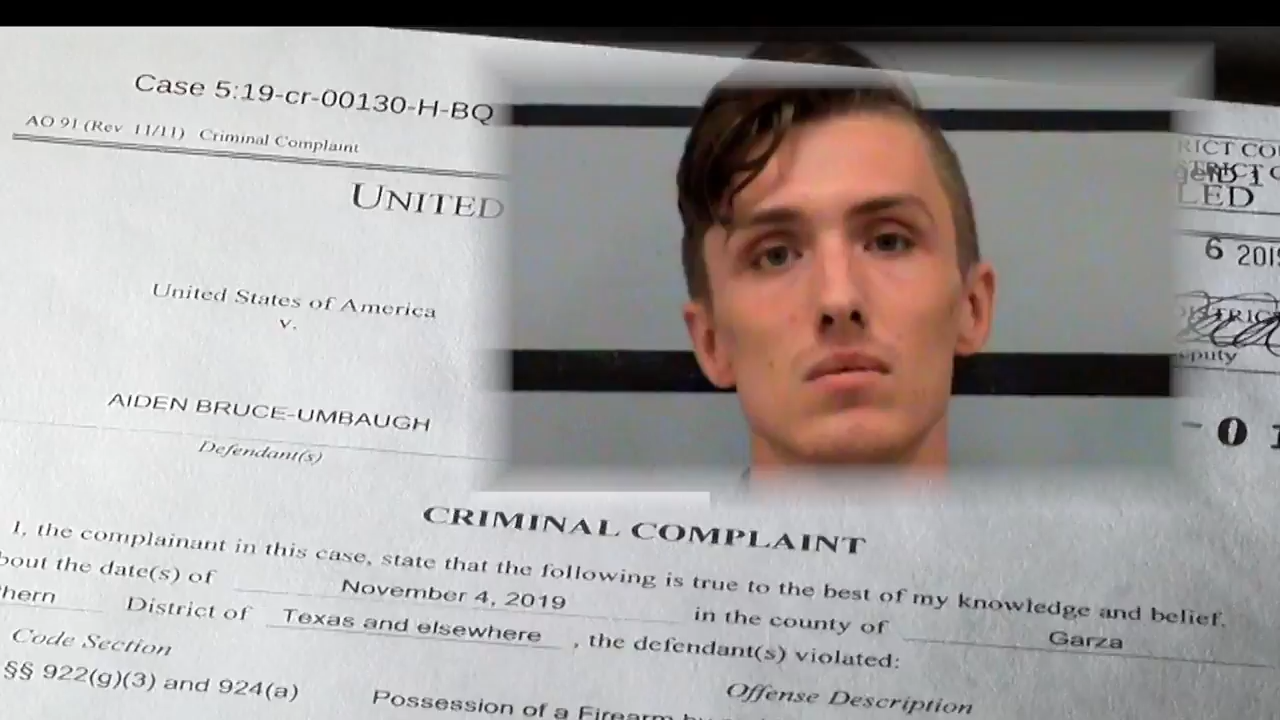 Case 5:19-cr-00130-H-BQ
AO 91 (Rev. 11/11) Criminal Complaint
RICT CO
STRICT C
LED
UNITED
6 201
United States of America
v.
puty
AIDEN BRUCE-UMBAUGH
- 0 1
Defendant(s)
CRIMINAL COMPLAINT
I, the complainant in this case, state that the following is true to the best of my knowledge and belief.
bout the date(s) of November 4, 2019 in the county of Garza
hern District of Texas and elsewhere , the defendant(s) violated:
Code Section Offense Description
§§ 922(g)(3) and 924(a) Possession of a Firearm